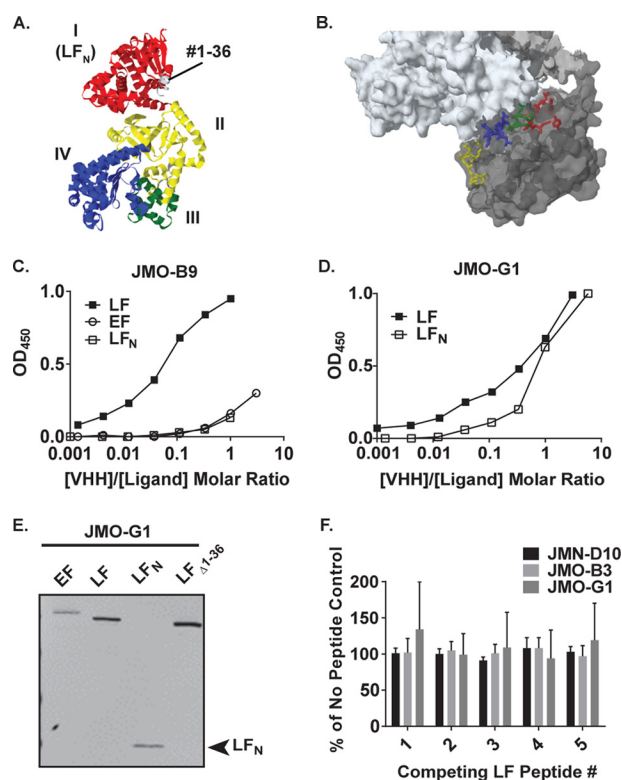 A.
I
(LFN)
#1-36
II
IV
III
B.
C.
JMO-B9
LF
EF
LFN
OD450
1.0
0.5
0.0
0.001 0.01 0.1 1 10
[VHH]/[Ligand] Molar Ratio
D.
JMO-G1
LF
LFN
OD450
1.0
0.5
0.0
0.001 0.01 0.1 1 10
[VHH]/[Ligand] Molar Ratio
E.
JMO-G1
EF LF LFN LFΔ1-36
LFN
F.
JMN-D10
JMO-B3
JMO-G1
% of No Peptide Control
200
150
100
50
0
1 2 3 4 5
Competing LF Peptide #